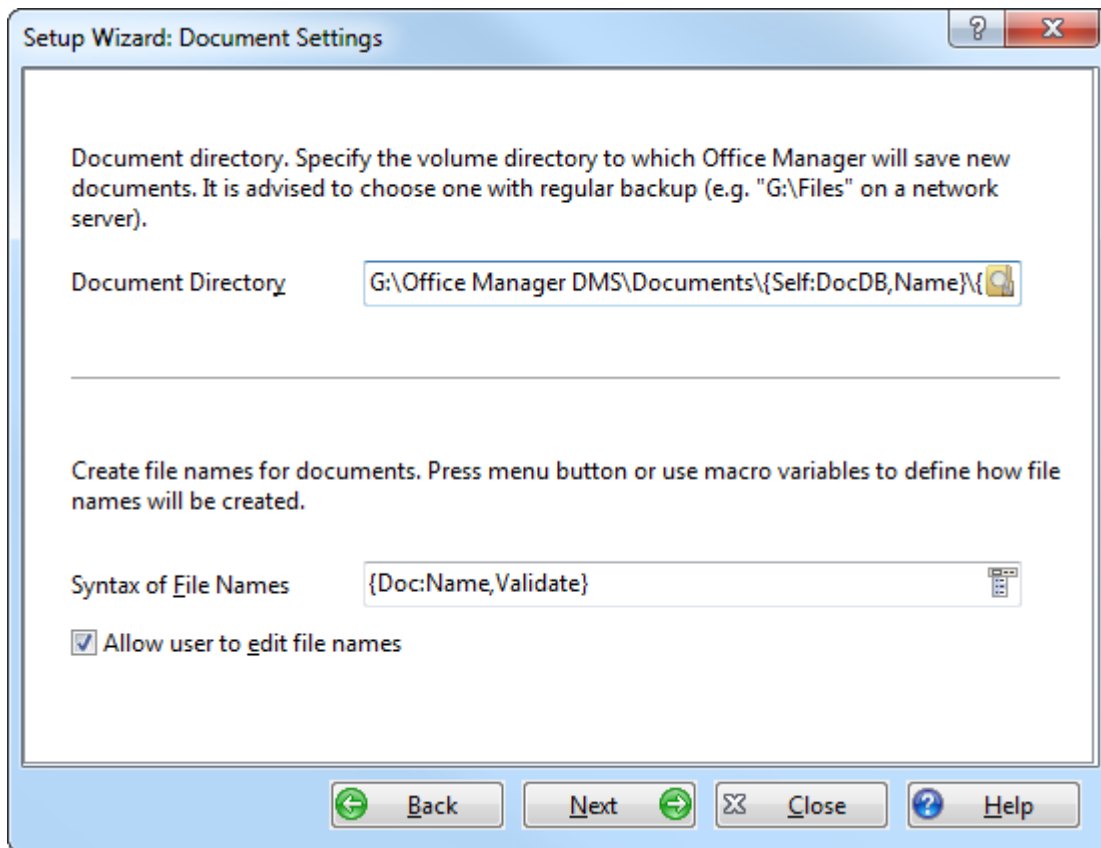 Setup Wizard: Document Settings
Document directory. Specify the volume directory to which Office Manager will save new
documents. It is advised to choose one with regular backup (e.g. "G:\Files" on a network
server).
Document Directory G:\Office Manager DMS\Documents\{Self:DocDB,Name}\{
Create file names for documents. Press menu button or use macro variables to define how file
names will be created.
Syntax of File Names {Doc:Name,Validate}
Allow user to edit file names
Back Next Close Help